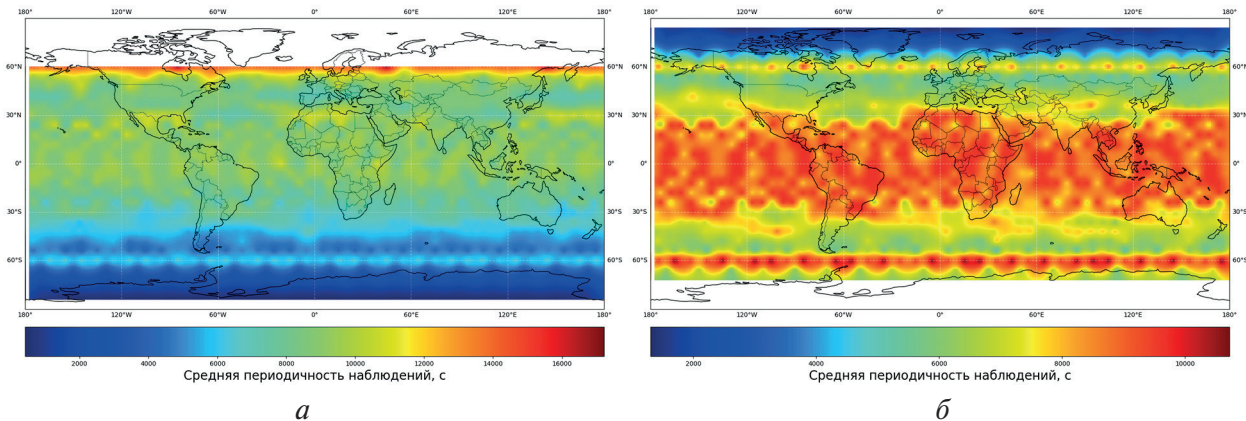 180° 120°W 60°W 0° 60°E 120°E 180° 180° 120°W 60°W 0° 60°E 120°E 180°
60°N 60°N 60°N 60°N
30°N 30°N 30°N 30°N
0° 0° 0° 0°
30°S 30°S 30°S 30°S
60°S 60°S 60°S 60°S
180° 120°W 60°W 0° 60°E 120°E 180° 180° 120°W 60°W 0° 60°E 120°E 180°
2000 4000 6000 8000 10000 12000 14000 16000 2000 4000 6000 8000 10000
Средняя периодичность наблюдений, с Средняя периодичность наблюдений, с
а б